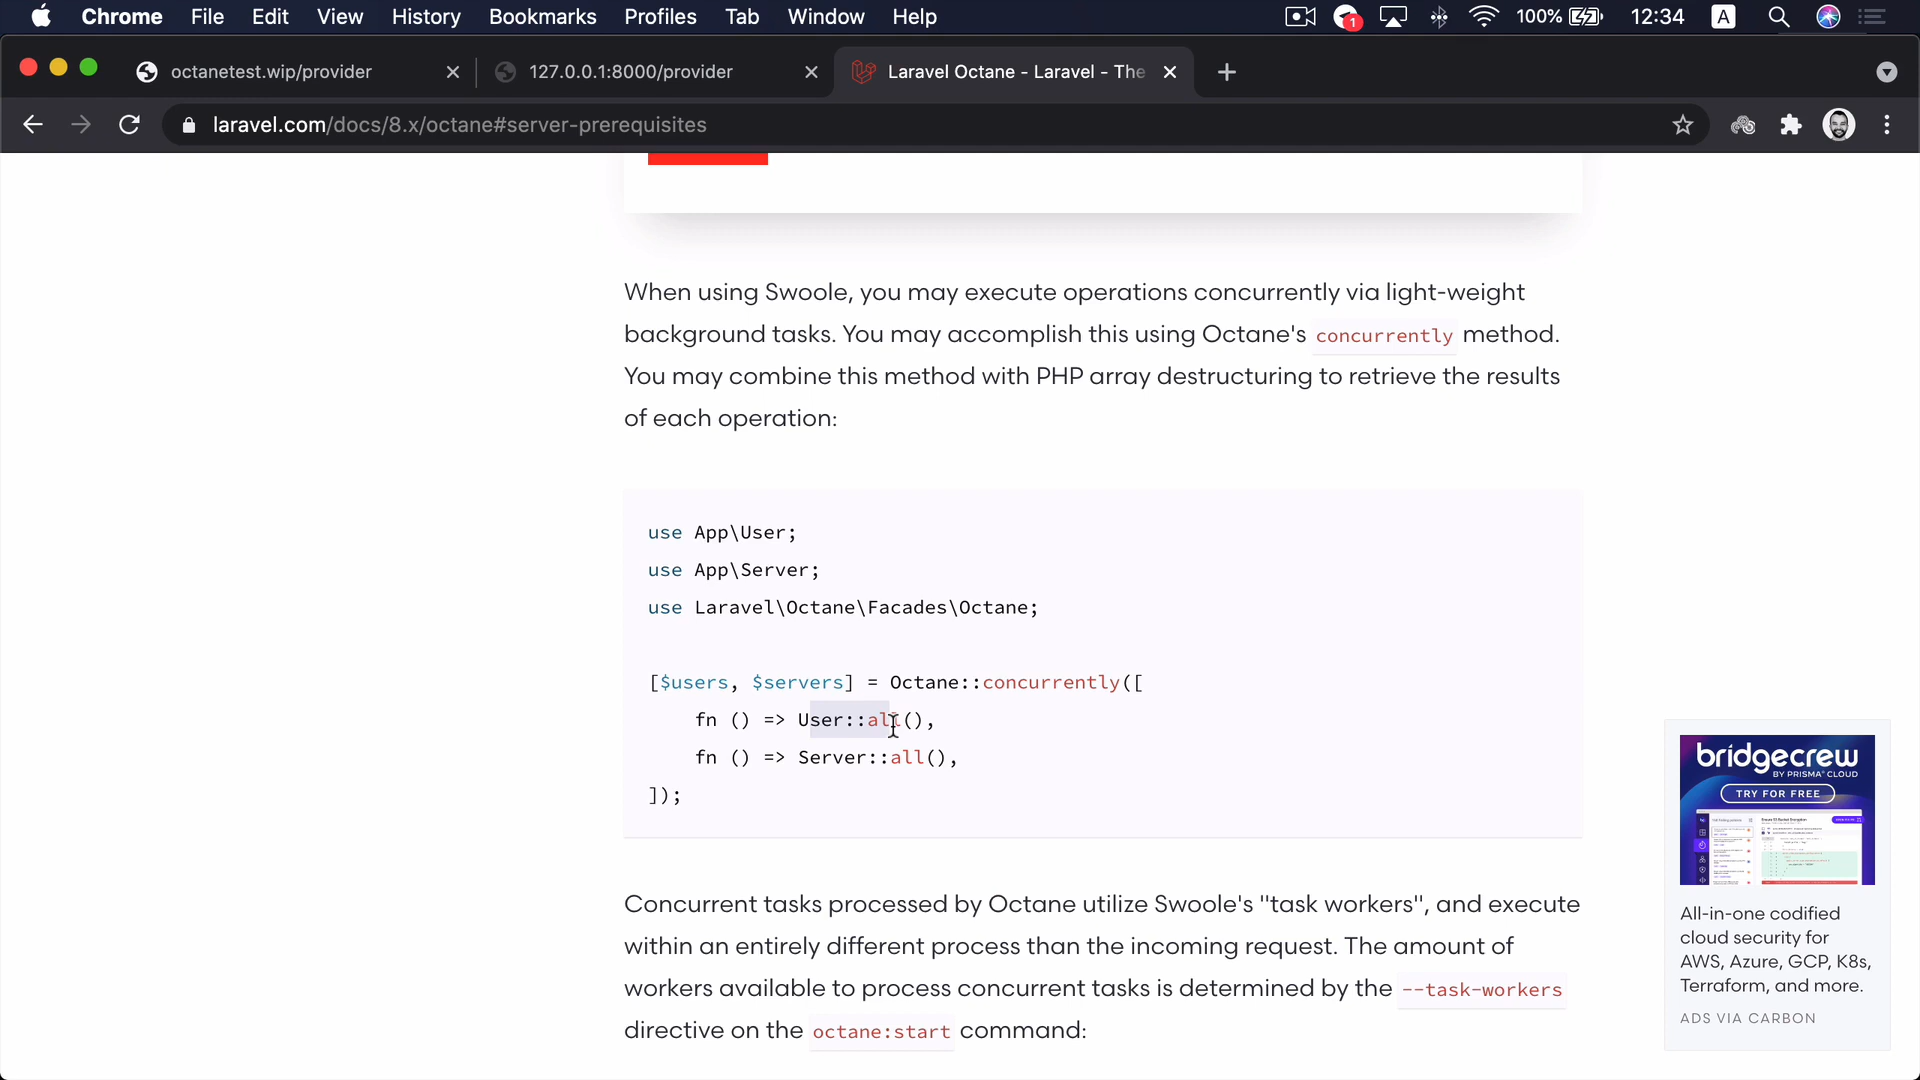 Chrome File Edit View History Bookmarks Profiles Tab Window Help 1 100% 12:34 A
octanetest.wip/provider 127.0.0.1:8000/provider Laravel Octane - Laravel - The
laravel.com/docs/8.x/octane#server-prerequisites
When using Swoole, you may execute operations concurrently via light-weight
background tasks. You may accomplish this using Octane's concurrently method.
You may combine this method with PHP array destructuring to retrieve the results
of each operation:
use App\User;
use App\Server;
use Laravel\Octane\Facades\Octane;
[$users, $servers] = Octane::concurrently([
fn () => User::all(),
fn () => Server::all(),
]);
Concurrent tasks processed by Octane utilize Swoole's "task workers", and execute
within an entirely different process than the incoming request. The amount of
workers available to process concurrent tasks is determined by the --task-workers
directive on the octane:start command:
bridgecrew
BY PRISMA CLOUD
TRY FOR FREE
All-in-one codified
cloud security for
AWS, Azure, GCP, K8s,
Terraform, and more.
ADS VIA CARBON